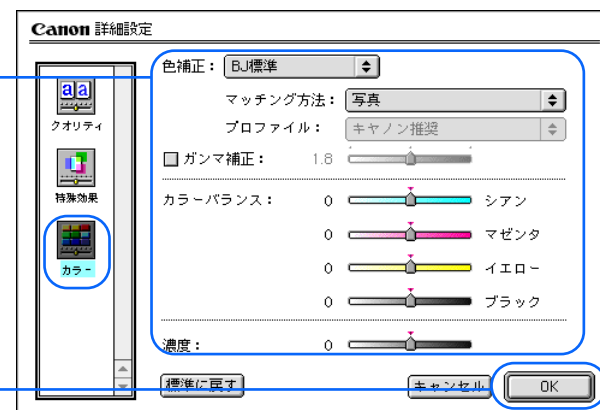 Canon 詳細設定
クオリティ
特殊効果
カラー
色補正： BJ標準
マッチング方法： 写真
プロファイル： キヤノン推奨
ガンマ補正： 1.8
カラーバランス： 0 シアン
0 マゼンタ
0 イエロー
0 ブラック
濃度： 0
標準に戻す キャンセル OK